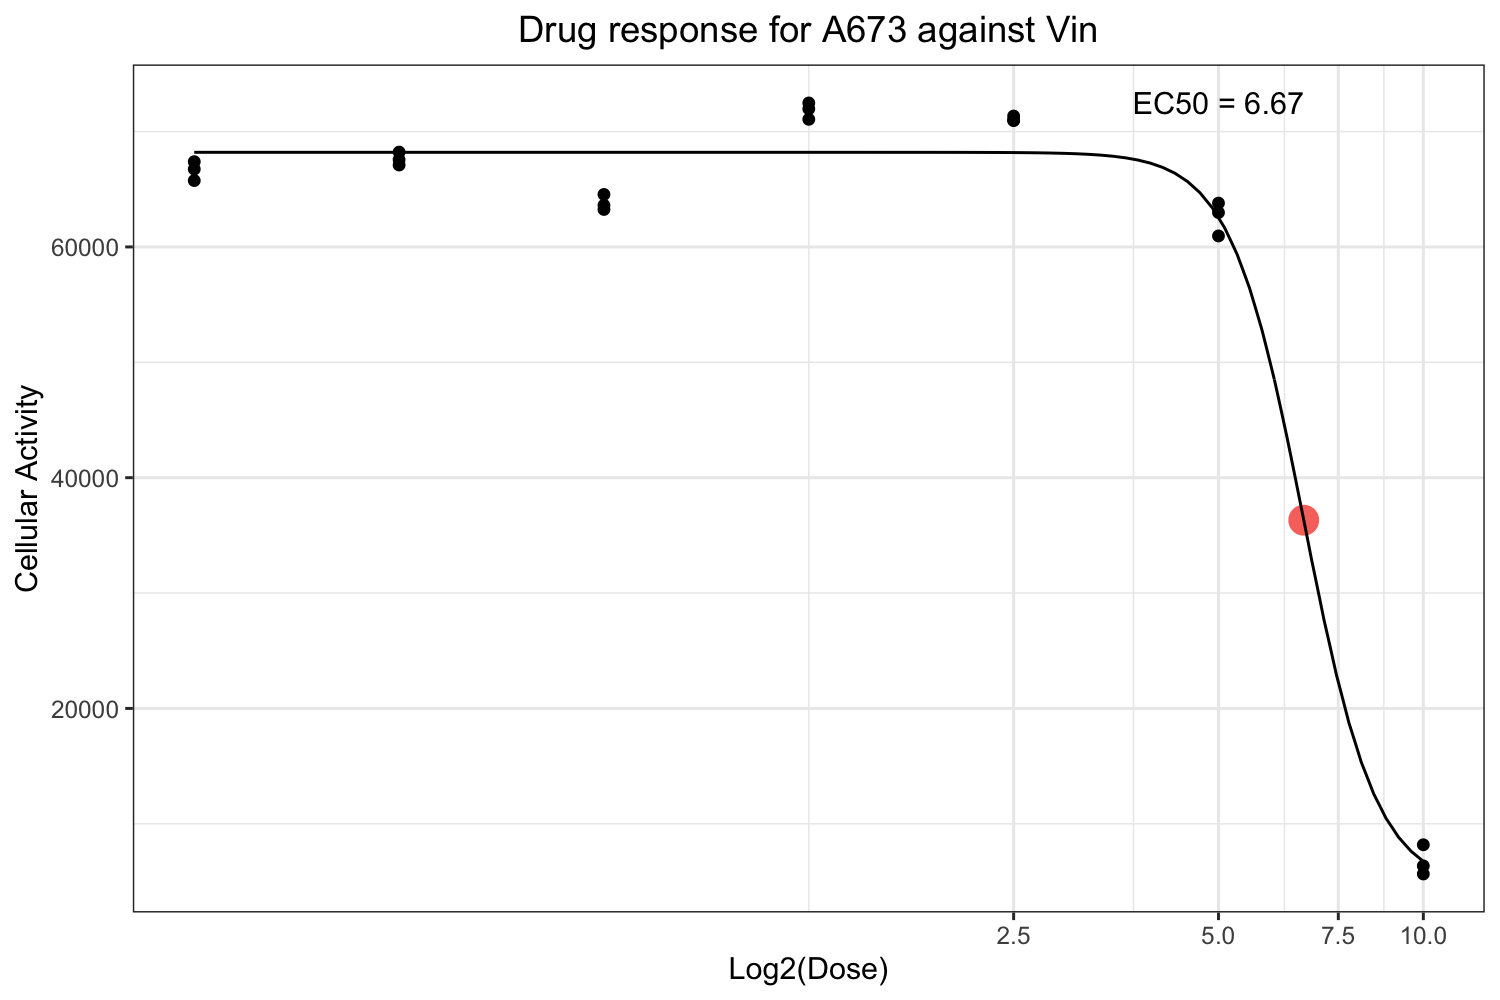 Drug response for A673 against Vin
EC50 = 6.67
60000
40000
20000
Cellular Activity
2.5 5.0 7.5 10.0
Log2(Dose)